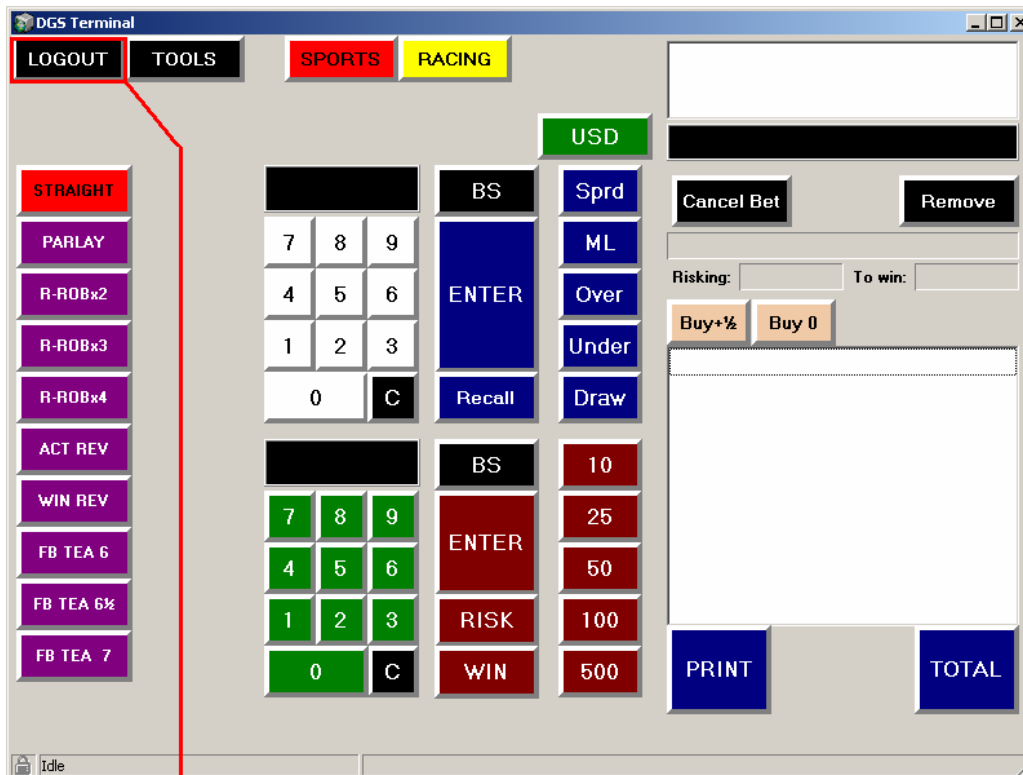 DGS Terminal
LOGOUT TOOLS SPORTS RACING
USD
STRAIGHT BS Sprd Cancel Bet Remove
PARLAY 7 8 9 ENTER ML
R-ROBx2 4 5 6 Over Risking: To win:
R-ROBx3 1 2 3 Under Buy+½ Buy 0
R-ROBx4 0 C Recall Draw
ACT REV BS 10
WIN REV 7 8 9 ENTER 25
FB TEA 6 4 5 6 50
FB TEA 6½ 1 2 3 RISK 100
FB TEA 7 0 C WIN 500 PRINT TOTAL
Idle